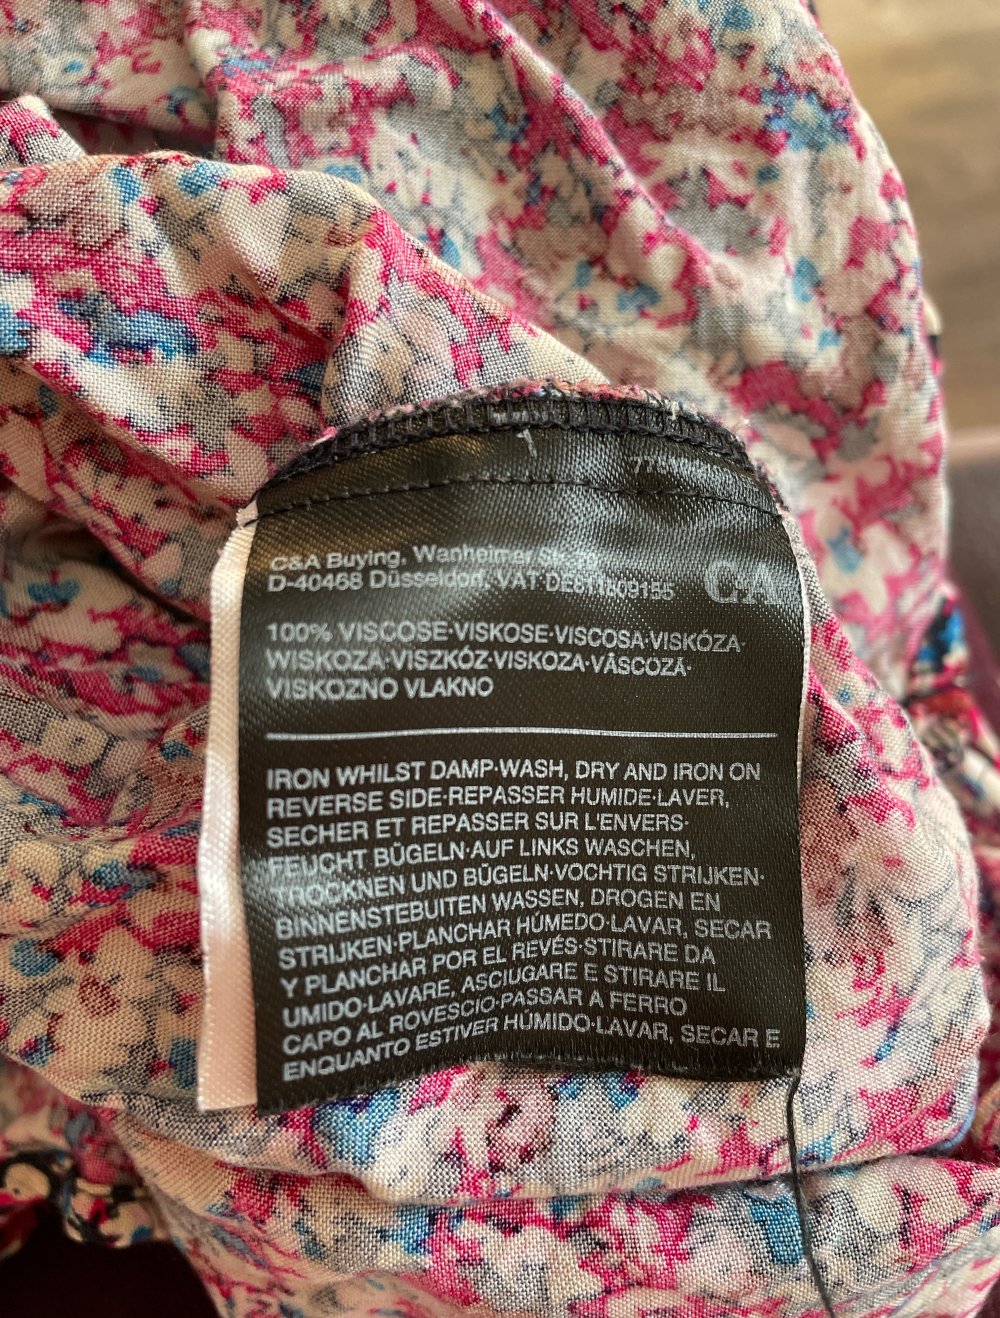 C&A Buying, Wanheimer Str.
D-40468 Düsseldorf, VAT DE811809155
C&A
100% VISCOSE·VISKOSE·VISCOSA·VISKÓZA·
WISKOZA·VISZKÓZ·VISKOZA·VÂSCOZĂ·
VISKOZNO VLAKNO
IRON WHILST DAMP·WASH, DRY AND IRON ON
REVERSE SIDE·REPASSER HUMIDE·LAVER,
SECHER ET REPASSER SUR L'ENVERS·
FEUCHT BÜGELN·AUF LINKS WASCHEN,
TROCKNEN UND BÜGELN·VOCHTIG STRIJKEN·
BINNENSTEBUITEN WASSEN, DROGEN EN
STRIJKEN·PLANCHAR HÚMEDO·LAVAR, SECAR
Y PLANCHAR POR EL REVÉS·STIRARE DA
UMIDO·LAVARE, ASCIUGARE E STIRARE IL
CAPO AL ROVESCIO·PASSAR A FERRO
ENQUANTO ESTIVER HÚMIDO·LAVAR, SECAR E